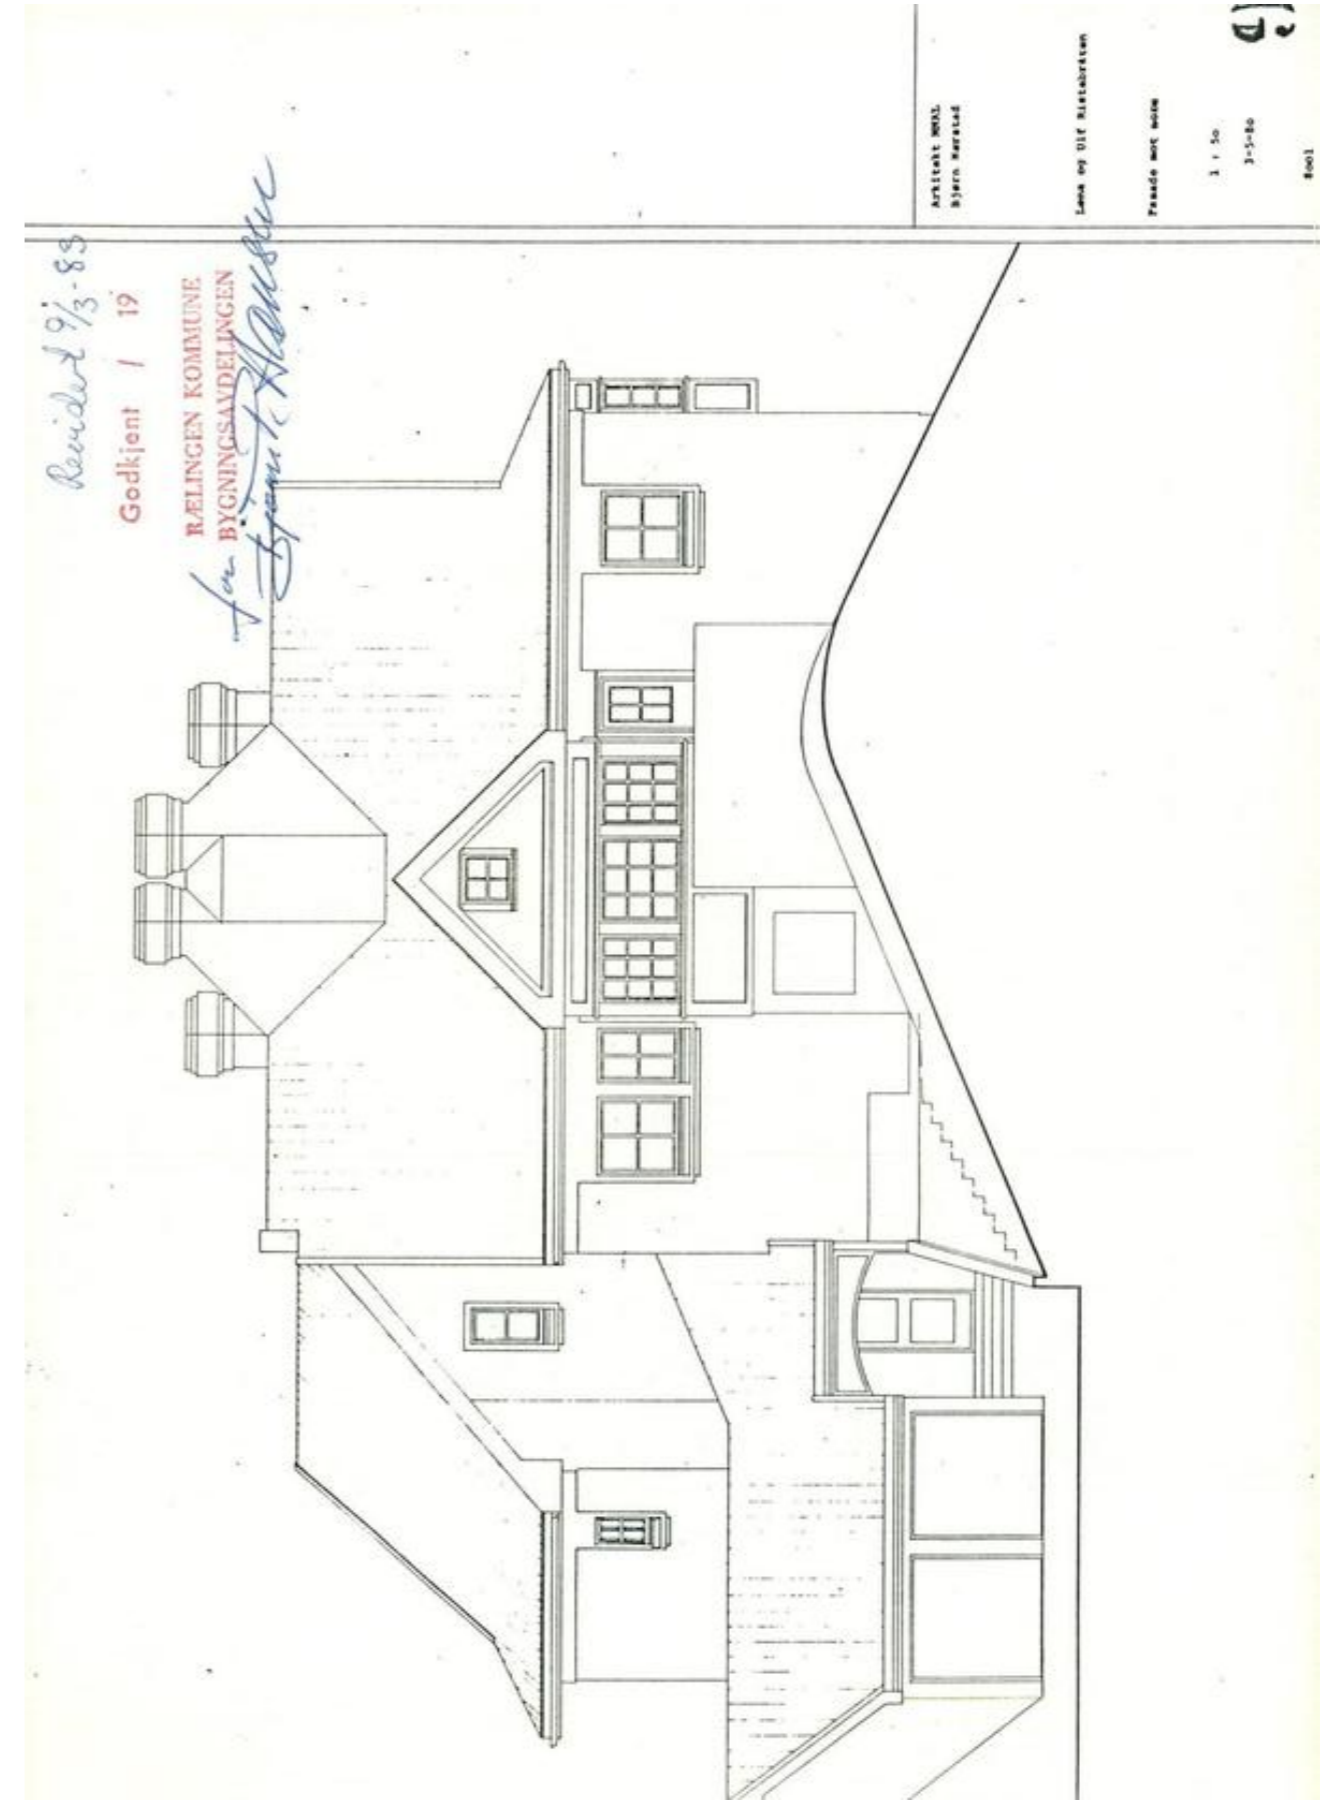 Revidert 9/3-83
Godkjent / 19
RÆLINGEN KOMMUNE
for BYGNINGSAVDELINGEN
Arkitekt MNAL
Bjørn
Lena og Ulf
Fasade mot
1 : 50
3-5-80
8001